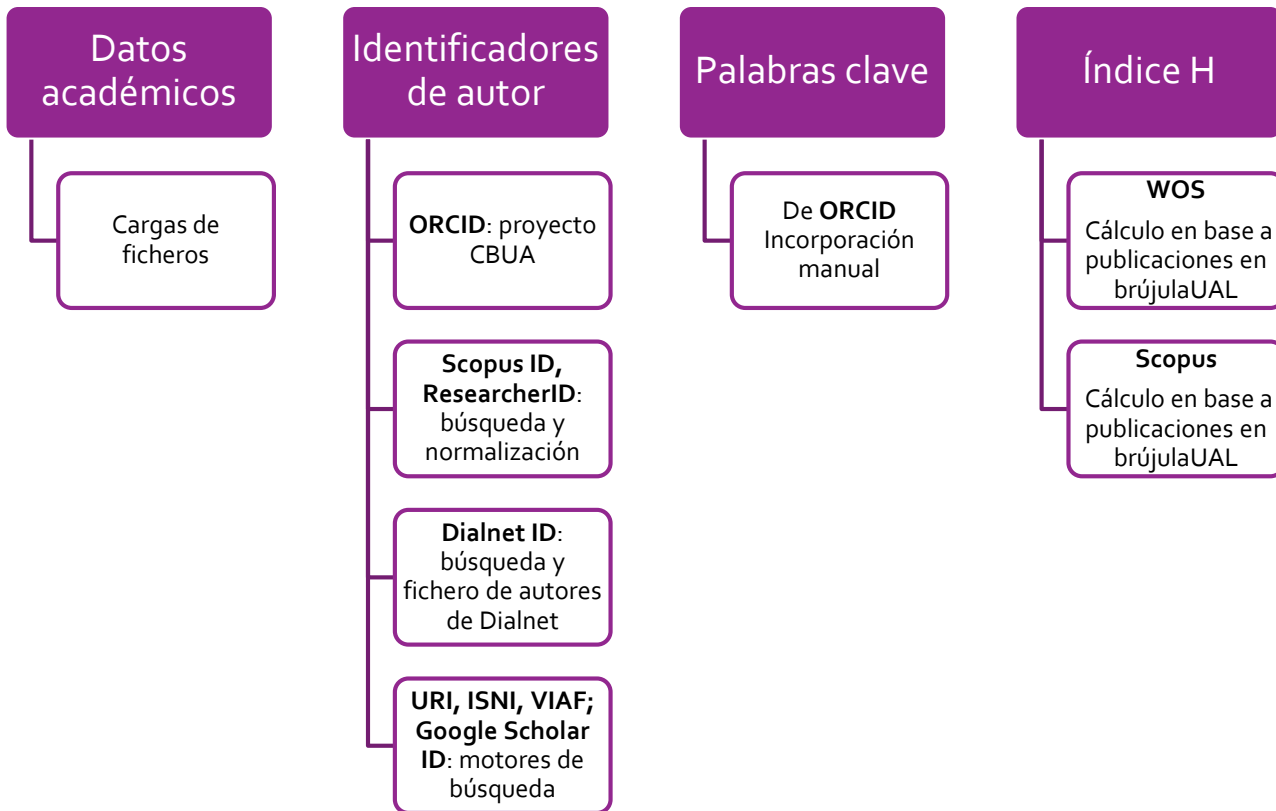 Datos
académicos
Cargas de
ficheros
Identificadores
de autor
ORCID: proyecto
CBUA
Scopus ID,
ResearcherID:
búsqueda y
normalización
Dialnet ID:
búsqueda y
fichero de autores
de Dialnet
URI, ISNI, VIAF;
Google Scholar
ID: motores de
búsqueda
Palabras clave
De ORCID
Incorporación
manual
Índice H
WOS
Cálculo en base a
publicaciones en
brújulaUAL
Scopus
Cálculo en base a
publicaciones en
brújulaUAL